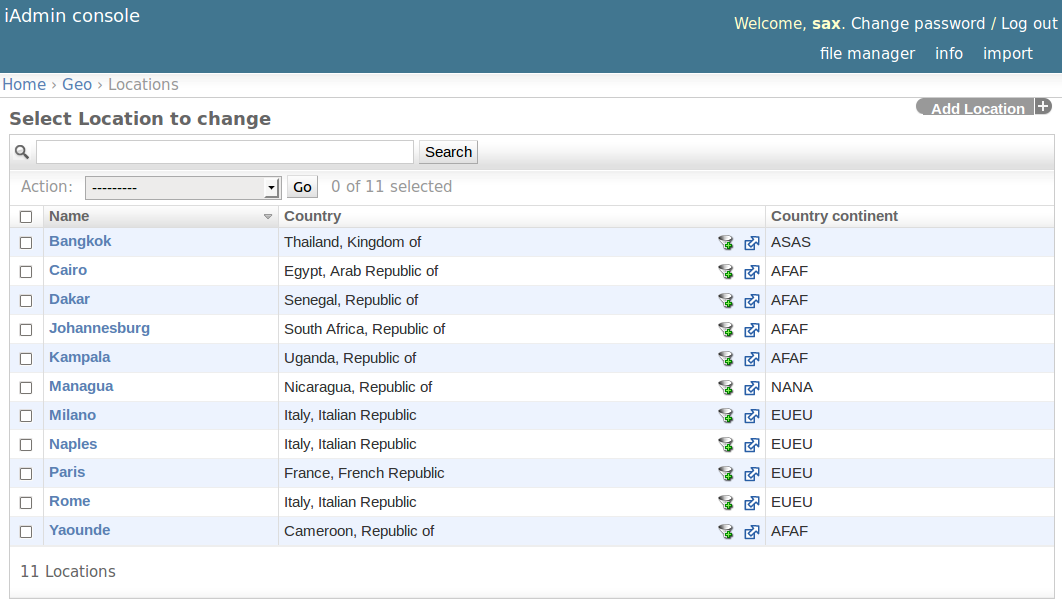 iAdmin console
Welcome, sax. Change password / Log out
file manager info import
Home › Geo › Locations
Select Location to change
Add Location
Search
Action: --------- Go 0 of 11 selected
Name Country Country continent
Bangkok Thailand, Kingdom of ASAS
Cairo Egypt, Arab Republic of AFAF
Dakar Senegal, Republic of AFAF
Johannesburg South Africa, Republic of AFAF
Kampala Uganda, Republic of AFAF
Managua Nicaragua, Republic of NANA
Milano Italy, Italian Republic EUEU
Naples Italy, Italian Republic EUEU
Paris France, French Republic EUEU
Rome Italy, Italian Republic EUEU
Yaounde Cameroon, Republic of AFAF
11 Locations